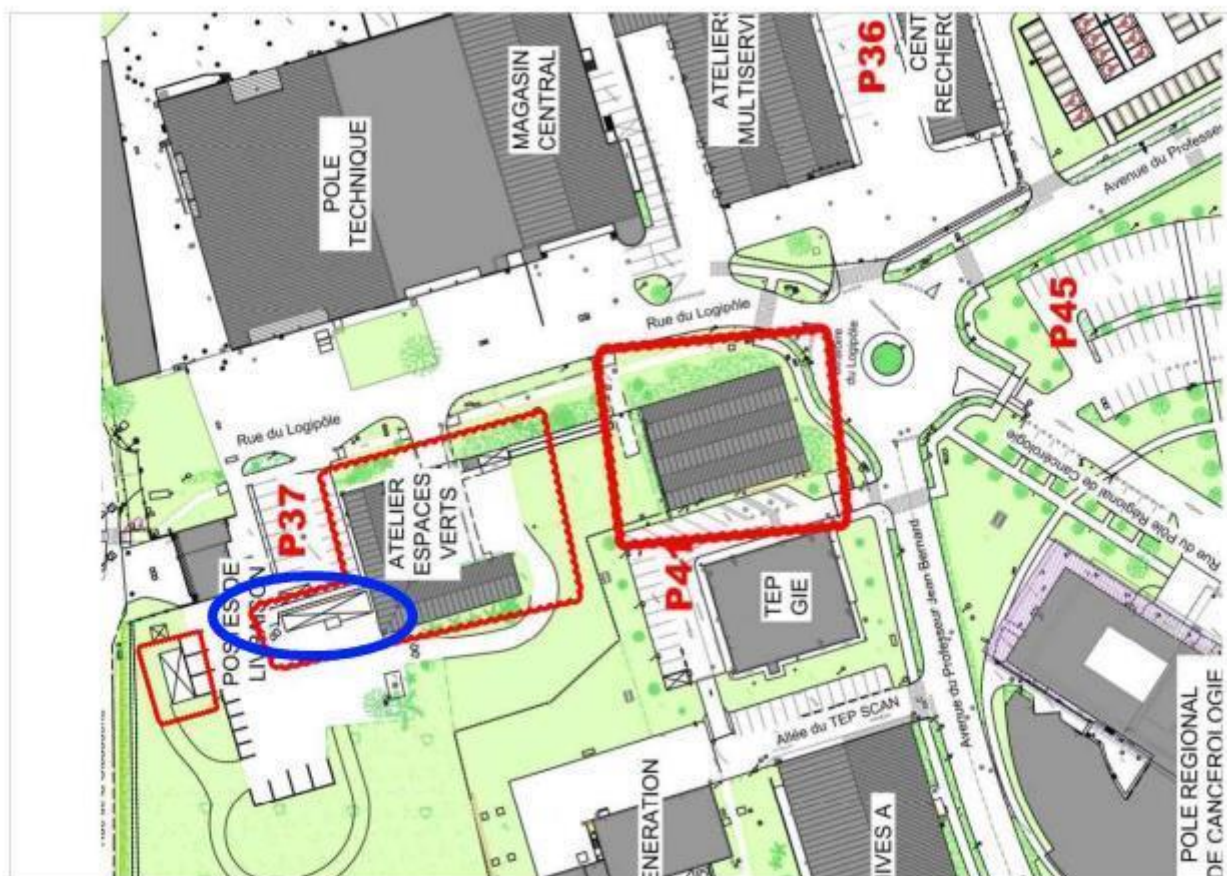 POLE
TECHNIQUE
MAGASIN
CENTRAL
ATELIERS
MULTISERVI
P36
CENT
RECHERC
Avenue du Professe
Rue du Logipôle
P45
du Logipôle
Rue du Logipôle
P37
ATELIER
ESPACES
VERTS
POSTES DE
P4
TEP
GIE
Rue du Pôle Régional de Cancérologie
Avenue du Professeur Jean Bernard
Allée du TEP SCAN
ENERATION
IVES A
POLE REGIONAL
DE CANCEROLOGIE